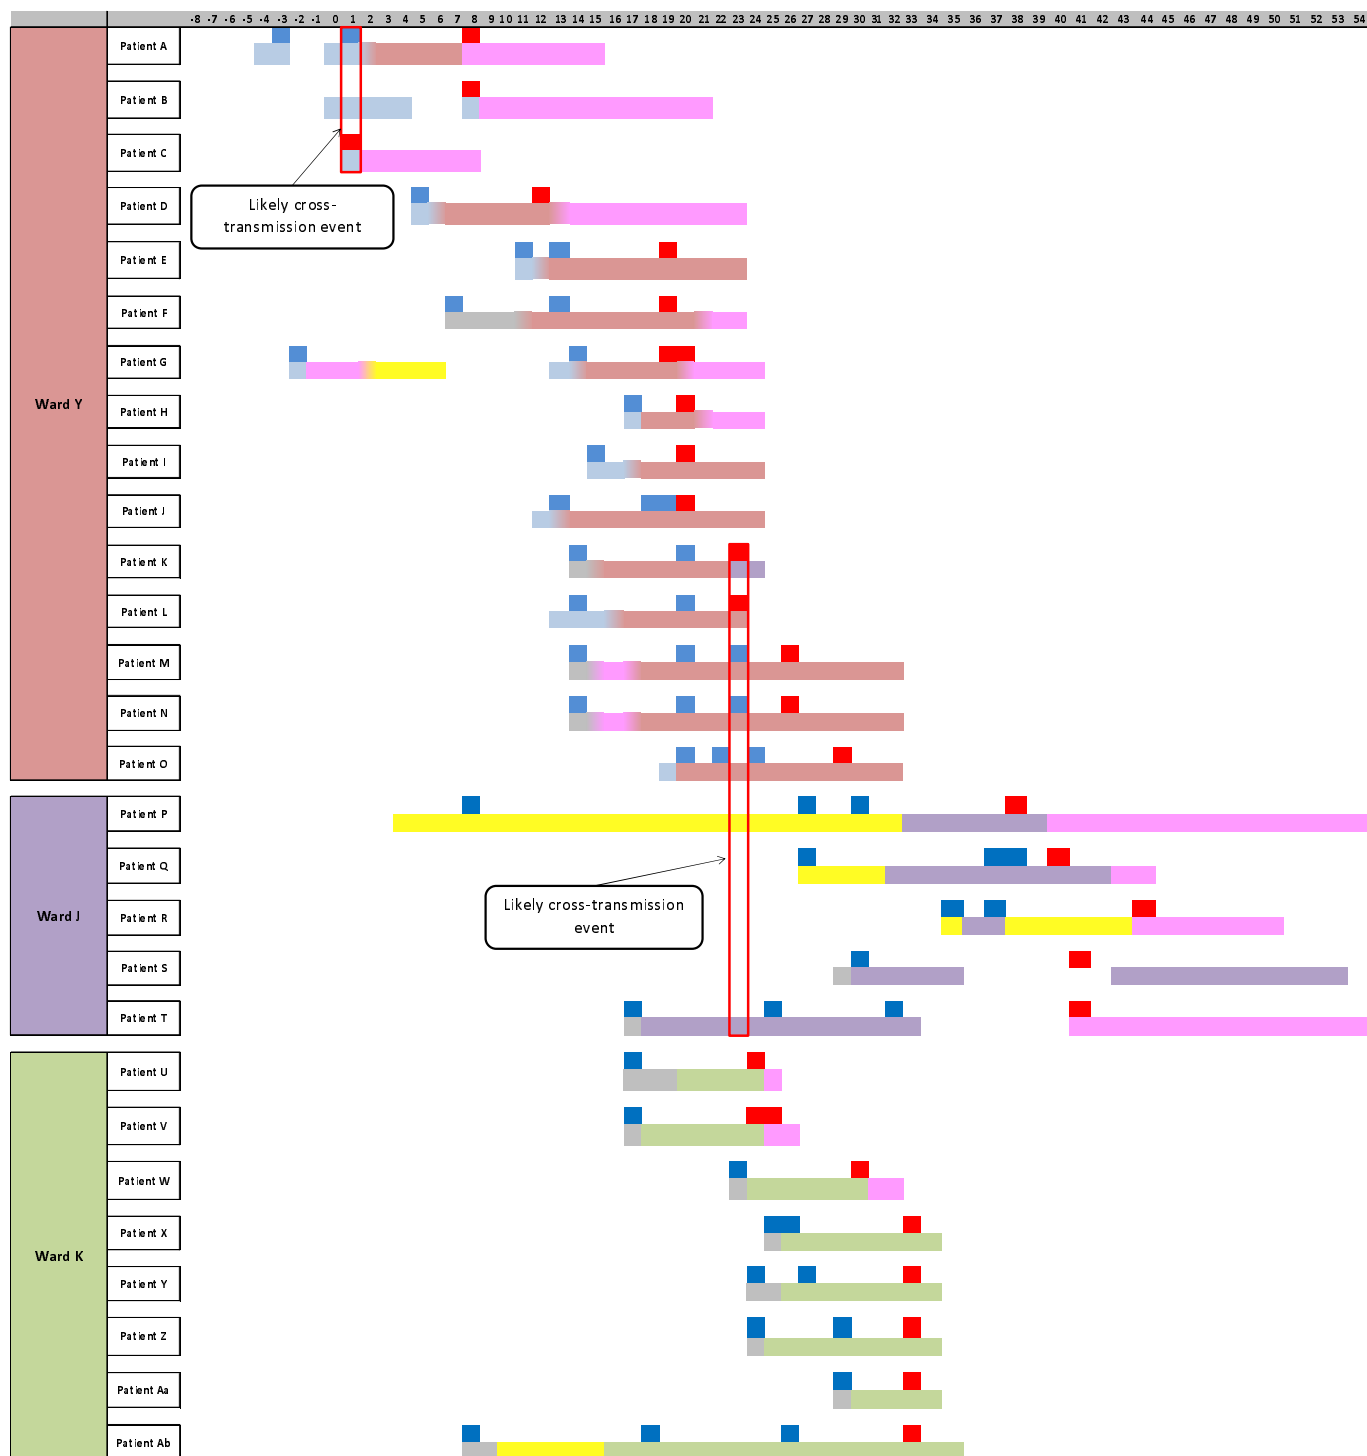 -8 -7 -6 -5 -4 -3 -2 -1 0 1 2 3 4 5 6 7 8 9 10 11 12 13 14 15 16 17 18 19 20 21 22 23 24 25 26 27 28 29 30 31 32 33 34 35 36 37 38 39 40 41 42 43 44 45 46 47 48 49 50 51 52 53 54
Patient A
Patient B
Patient C
Patient D
Likely cross-
transmission event
Patient E
Patient F
Patient G
Ward Y
Patient H
Patient I
Patient J
Patient K
Patient L
Patient M
Patient N
Patient O
Patient P
Patient Q
Likely cross-transmission
event
Ward J
Patient R
Patient S
Patient T
Patient U
Patient V
Patient W
Patient X
Ward K
Patient Y
Patient Z
Patient Aa
Patient Ab